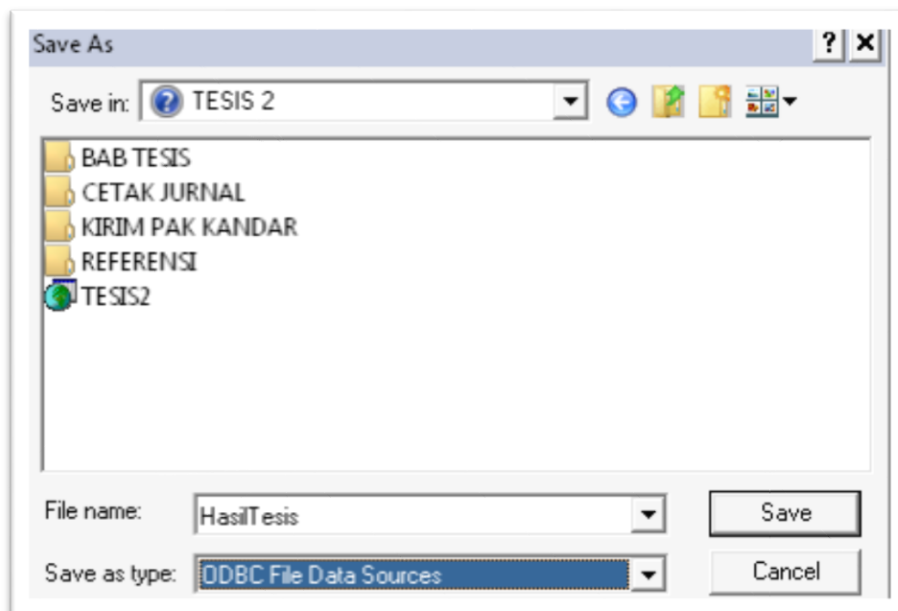 Save As
Save in: TESIS 2
BAB TESIS
CETAK JURNAL
KIRIM PAK KANDAR
REFERENSI
TESIS2
File name: HasilTesis Save
Save as type: ODBC File Data Sources Cancel